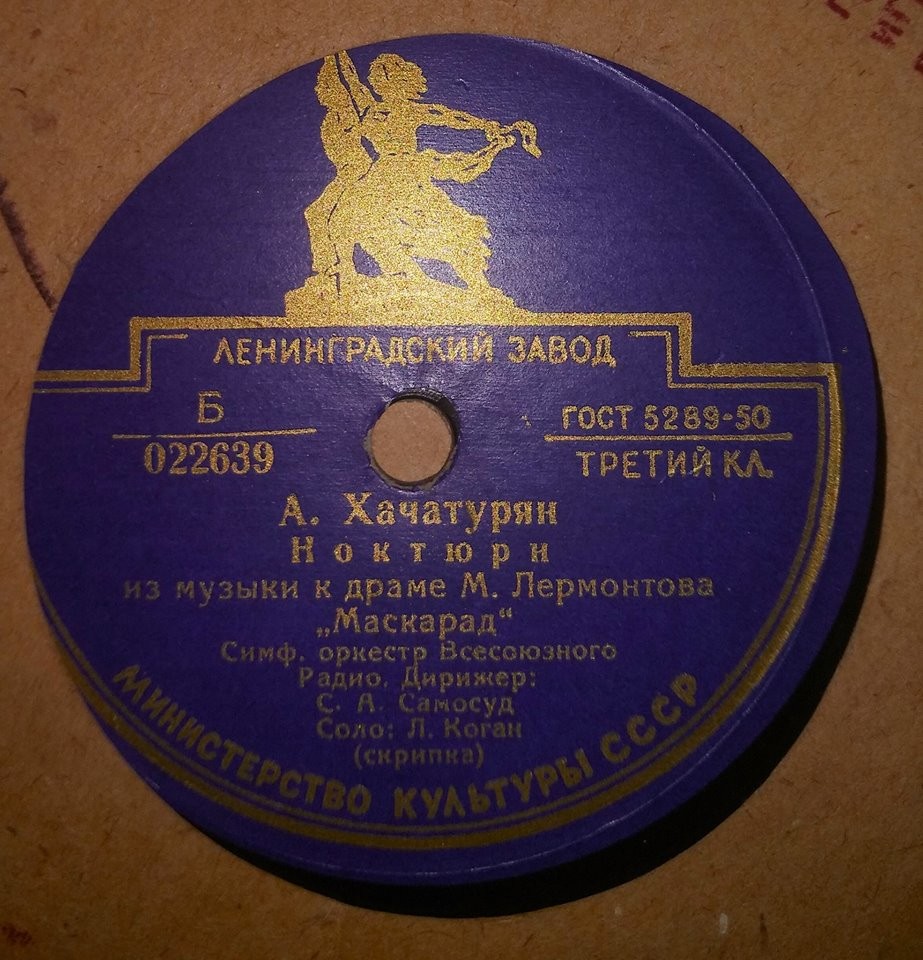 ЛЕНИНГРАДСКИЙ ЗАВОД
Б
022639
ГОСТ 5289-50
ТРЕТИЙ КЛ.
А. Хачатурян
Ноктюрн
из музыки к драме М. Лермонтова
„Маскарад“
Симф. оркестр Всесоюзного
Радио. Дирижер:
С. А. Самосуд
Соло: Л. Коган
(скрипка)
МИНИСТЕРСТВО КУЛЬТУРЫ СССР